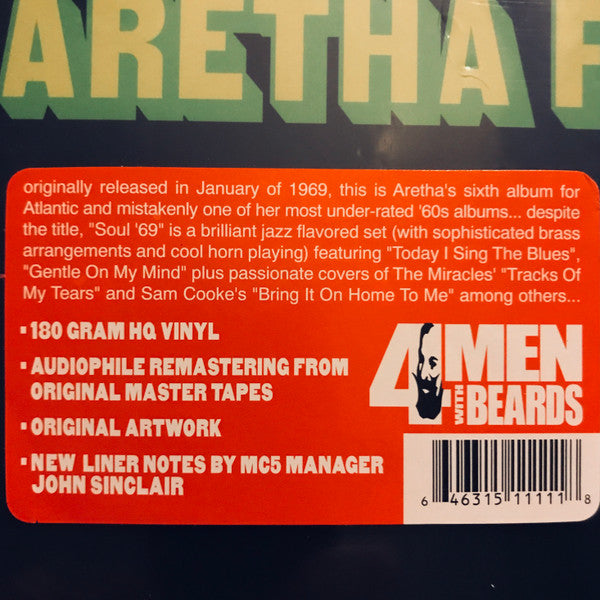 ARETHA F
originally released in January of 1969, this is Aretha's sixth album for
Atlantic and mistakenly one of her most under-rated '60s albums... despite
the title, "Soul '69" is a brilliant jazz flavored set (with sophisticated brass
arrangements and cool horn playing) featuring "Today I Sing The Blues",
"Gentle On My Mind" plus passionate covers of The Miracles' "Tracks Of
My Tears" and Sam Cooke's "Bring It On Home To Me" among others...
▪180 GRAM HQ VINYL
▪AUDIOPHILE REMASTERING FROM
ORIGINAL MASTER TAPES
▪ORIGINAL ARTWORK
▪NEW LINER NOTES BY MC5 MANAGER
JOHN SINCLAIR
4 MEN
WITH BEARDS
6 46315 11111 8